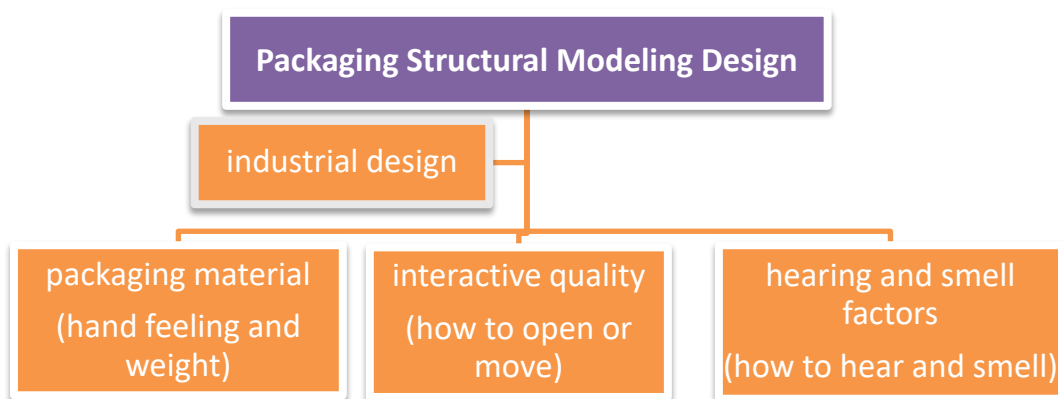 Packaging Structural Modeling Design
industrial design
packaging material
(hand feeling and
weight)
interactive quality
(how to open or
move)
hearing and smell
factors
(how to hear and smell)